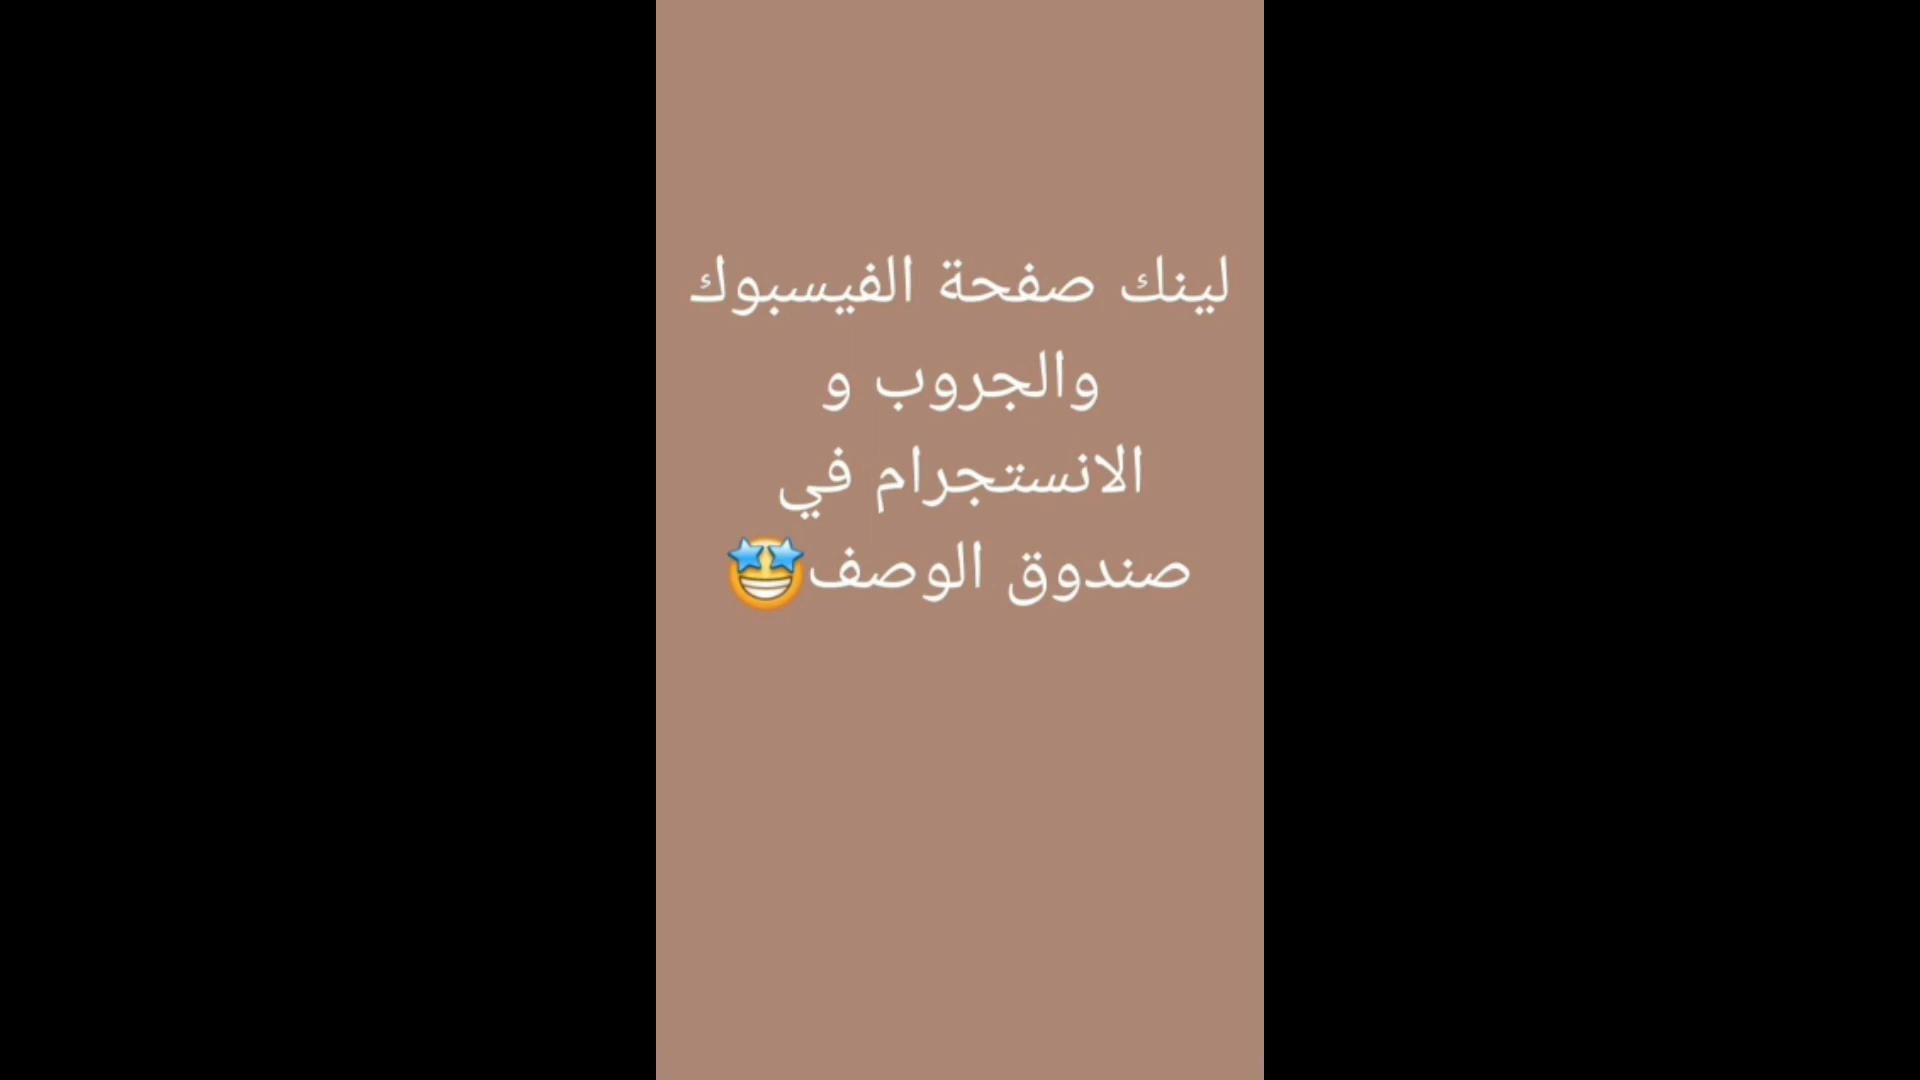 لينك صفحة الفيسبوك
والجروب و
الانستجرام في
صندوق الوصف🤩